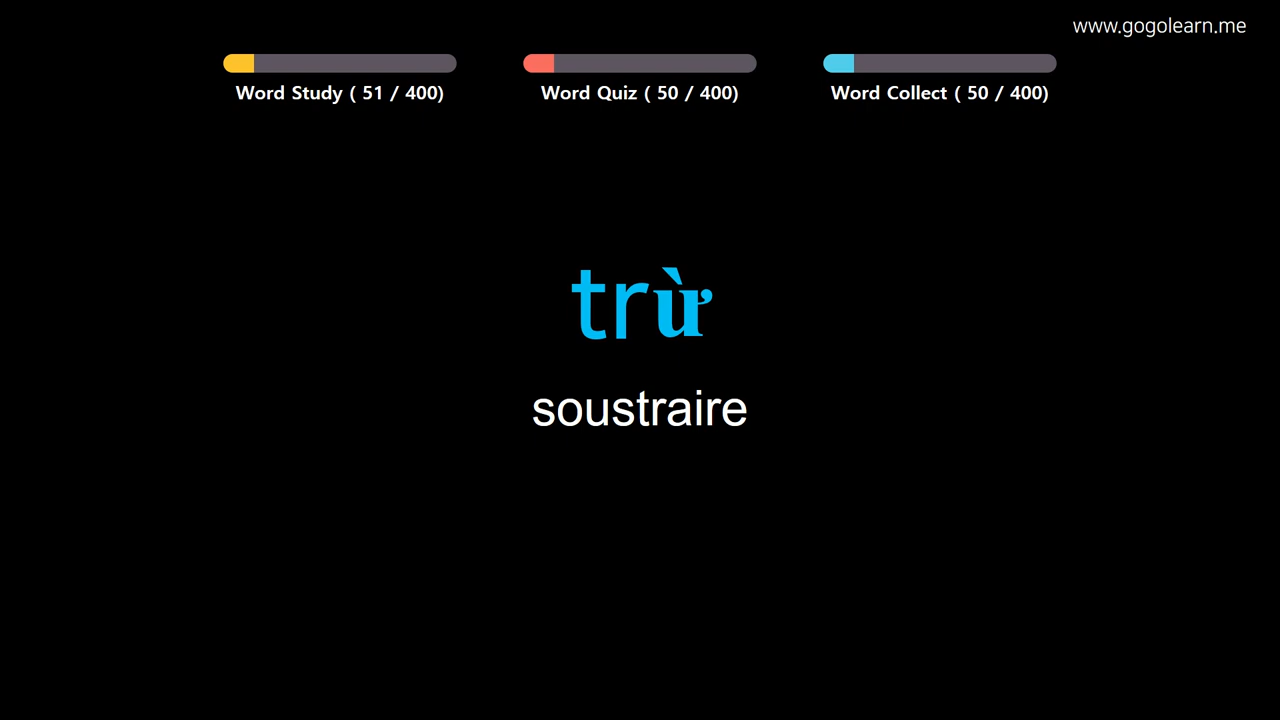 www.gogolearn.me
Word Study ( 51 / 400)
Word Quiz ( 50 / 400)
Word Collect ( 50 / 400)
trừ
soustraire